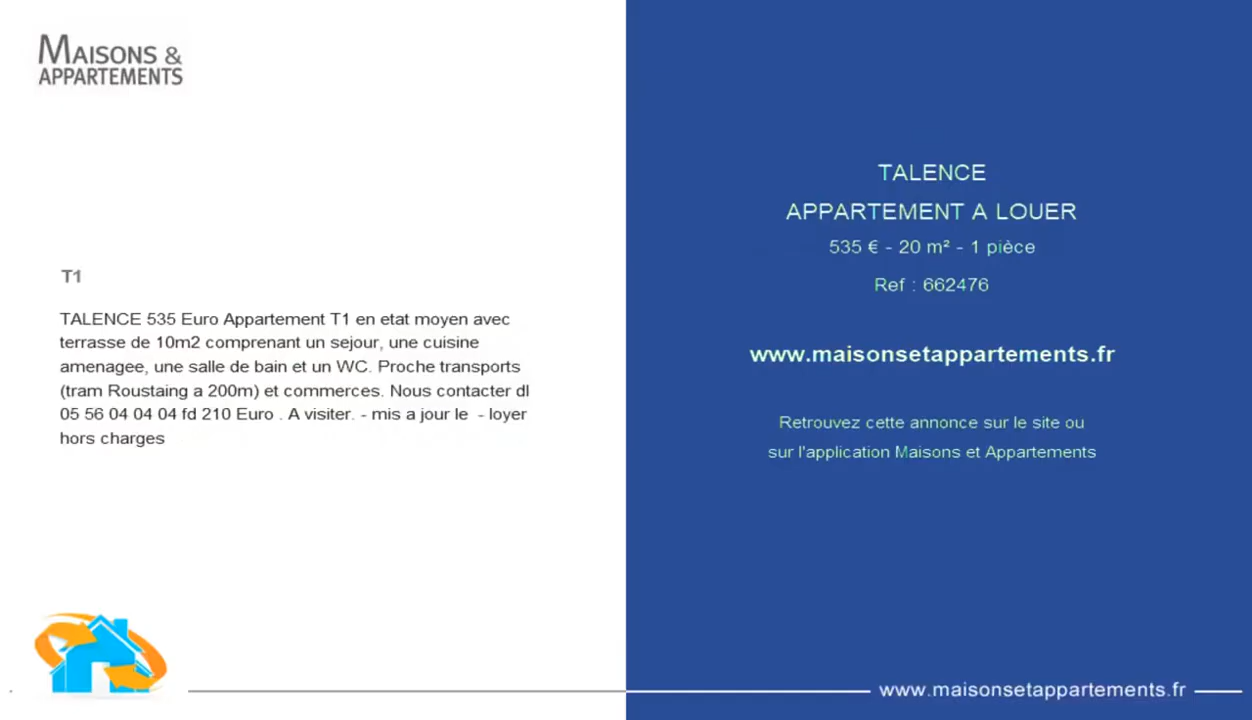 MAISONS &
APPARTEMENTS
T1
TALENCE 535 Euro Appartement T1 en etat moyen avec
terrasse de 10m2 comprenant un sejour, une cuisine
amenagee, une salle de bain et un WC. Proche transports
(tram Roustaing a 200m) et commerces. Nous contacter dl
05 56 04 04 04 fd 210 Euro . A visiter. - mis a jour le  - loyer
hors charges
TALENCE
APPARTEMENT A LOUER
535 € - 20 m² - 1 pièce
Ref : 662476
www.maisonsetappartements.fr
Retrouvez cette annonce sur le site ou
sur l'application Maisons et Appartements
www.maisonsetappartements.fr